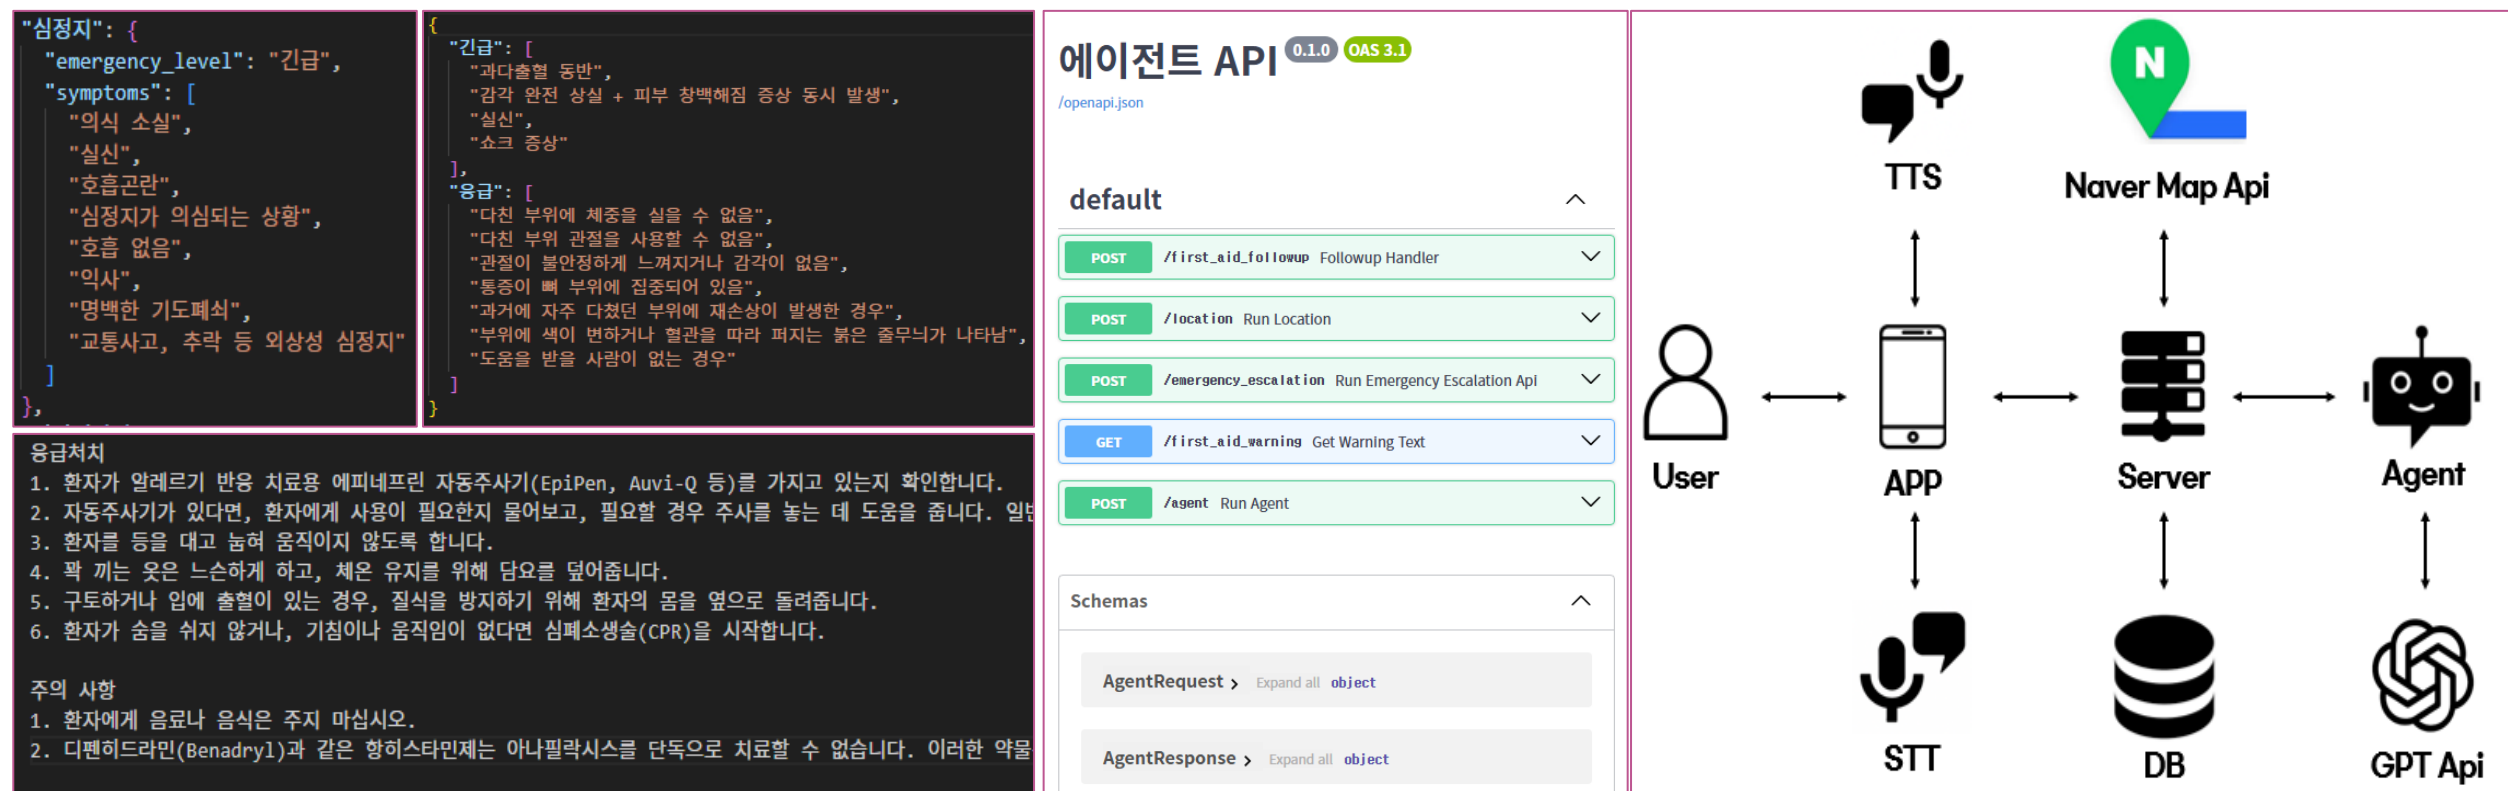 "심정지": {
"emergency_level": "긴급",
"symptoms": [
"의식 소실",
"실신",
"호흡곤란",
"심정지가 의심되는 상황",
"호흡 없음",
"익사",
"명백한 기도폐쇄",
"교통사고, 추락 등 외상성 심정지"
]
},
{
"긴급": [
"과다출혈 동반",
"감각 완전 상실 + 피부 창백해짐 증상 동시 발생",
"실신",
"쇼크 증상"
],
"응급": [
"다친 부위에 체중을 실을 수 없음",
"다친 부위 관절을 사용할 수 없음",
"관절이 불안정하게 느껴지거나 감각이 없음",
"통증이 뼈 부위에 집중되어 있음",
"과거에 자주 다쳤던 부위에 재손상이 발생한 경우",
"부위에 색이 변하거나 혈관을 따라 퍼지는 붉은 줄무늬가 나타남",
"도움을 받을 사람이 없는 경우"
]
}
응급처치
1. 환자가 알레르기 반응 치료용 에피네프린 자동주사기(EpiPen, Auvi-Q 등)를 가지고 있는지 확인합니다.
2. 자동주사기가 있다면, 환자에게 사용이 필요한지 물어보고, 필요할 경우 주사를 놓는 데 도움을 줍니다.
3. 환자를 등을 대고 눕혀 움직이지 않도록 합니다.
4. 꽉 끼는 옷은 느슨하게 하고, 체온 유지를 위해 담요를 덮어줍니다.
5. 구토하거나 입에 출혈이 있는 경우, 질식을 방지하기 위해 환자의 몸을 옆으로 돌려줍니다.
6. 환자가 숨을 쉬지 않거나, 기침이나 움직임이 없다면 심폐소생술(CPR)을 시작합니다.
주의 사항
1. 환자에게 음료나 음식은 주지 마십시오.
2. 디펜히드라민(Benadryl)과 같은 항히스타민제는 아나필락시스를 단독으로 치료할 수 없습니다. 이러한 약물
에이전트 API 0.1.0 OAS 3.1
/openapi.json
default
POST /first_aid_followup Followup Handler
POST /location Run Location
POST /emergency_escalation Run Emergency Escalation Api
GET /first_aid_warning Get Warning Text
POST /agent Run Agent
Schemas
AgentRequest Expand all object
AgentResponse Expand all object
N
TTS
Naver Map Api
User
APP
Server
Agent
STT
DB
GPT Api